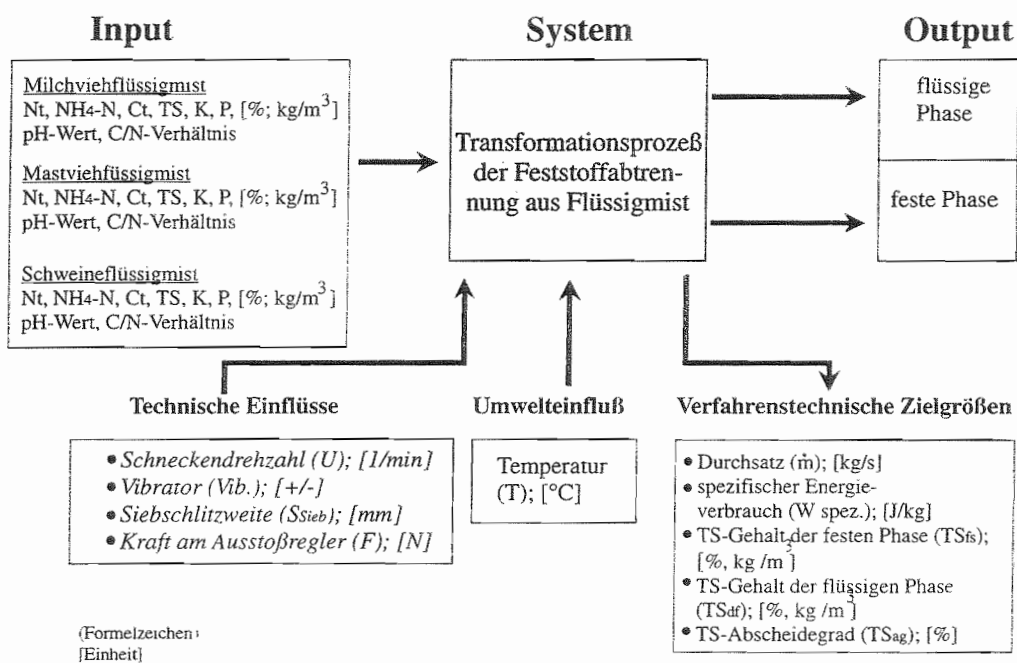 Input
System
Output
Milchviehflüssigmist
Nt, NH4-N, Ct, TS, K, P, [%; kg/m³]
pH-Wert, C/N-Verhältnis
Mastviehfüssigmist
Nt, NH4-N, Ct, TS, K, P, [%; kg/m³]
pH-Wert, C/N-Verhältnis
Schweineflüssigmist
Nt, NH4-N, Ct, TS, K, P, [%; kg/m³]
pH-Wert, C/N-Verhältnis
Transformationsprozeß
der Feststoffabtren-
nung aus Flüssigmist
flüssige
Phase
feste Phase
Technische Einflüsse
• Schneckendrehzahl (U); [1/min]
• Vibrator (Vib.); [+/-]
• Siebschlitzweite (SSieb); [mm]
• Kraft am Ausstoßregler (F); [N]
Umwelteinfluß
Temperatur
(T); [°C]
Verfahrenstechnische Zielgrößen
• Durchsatz (ṁ); [kg/s]
• spezifischer Energie-
verbrauch (W spez.); [J/kg]
• TS-Gehalt der festen Phase (TSfs);
[%, kg /m³]
• TS-Gehalt der flüssigen Phase
(TSdf); [%, kg /m³]
• TS-Abscheidegrad (TSag); [%]
(Formelzeichen)
[Einheit]